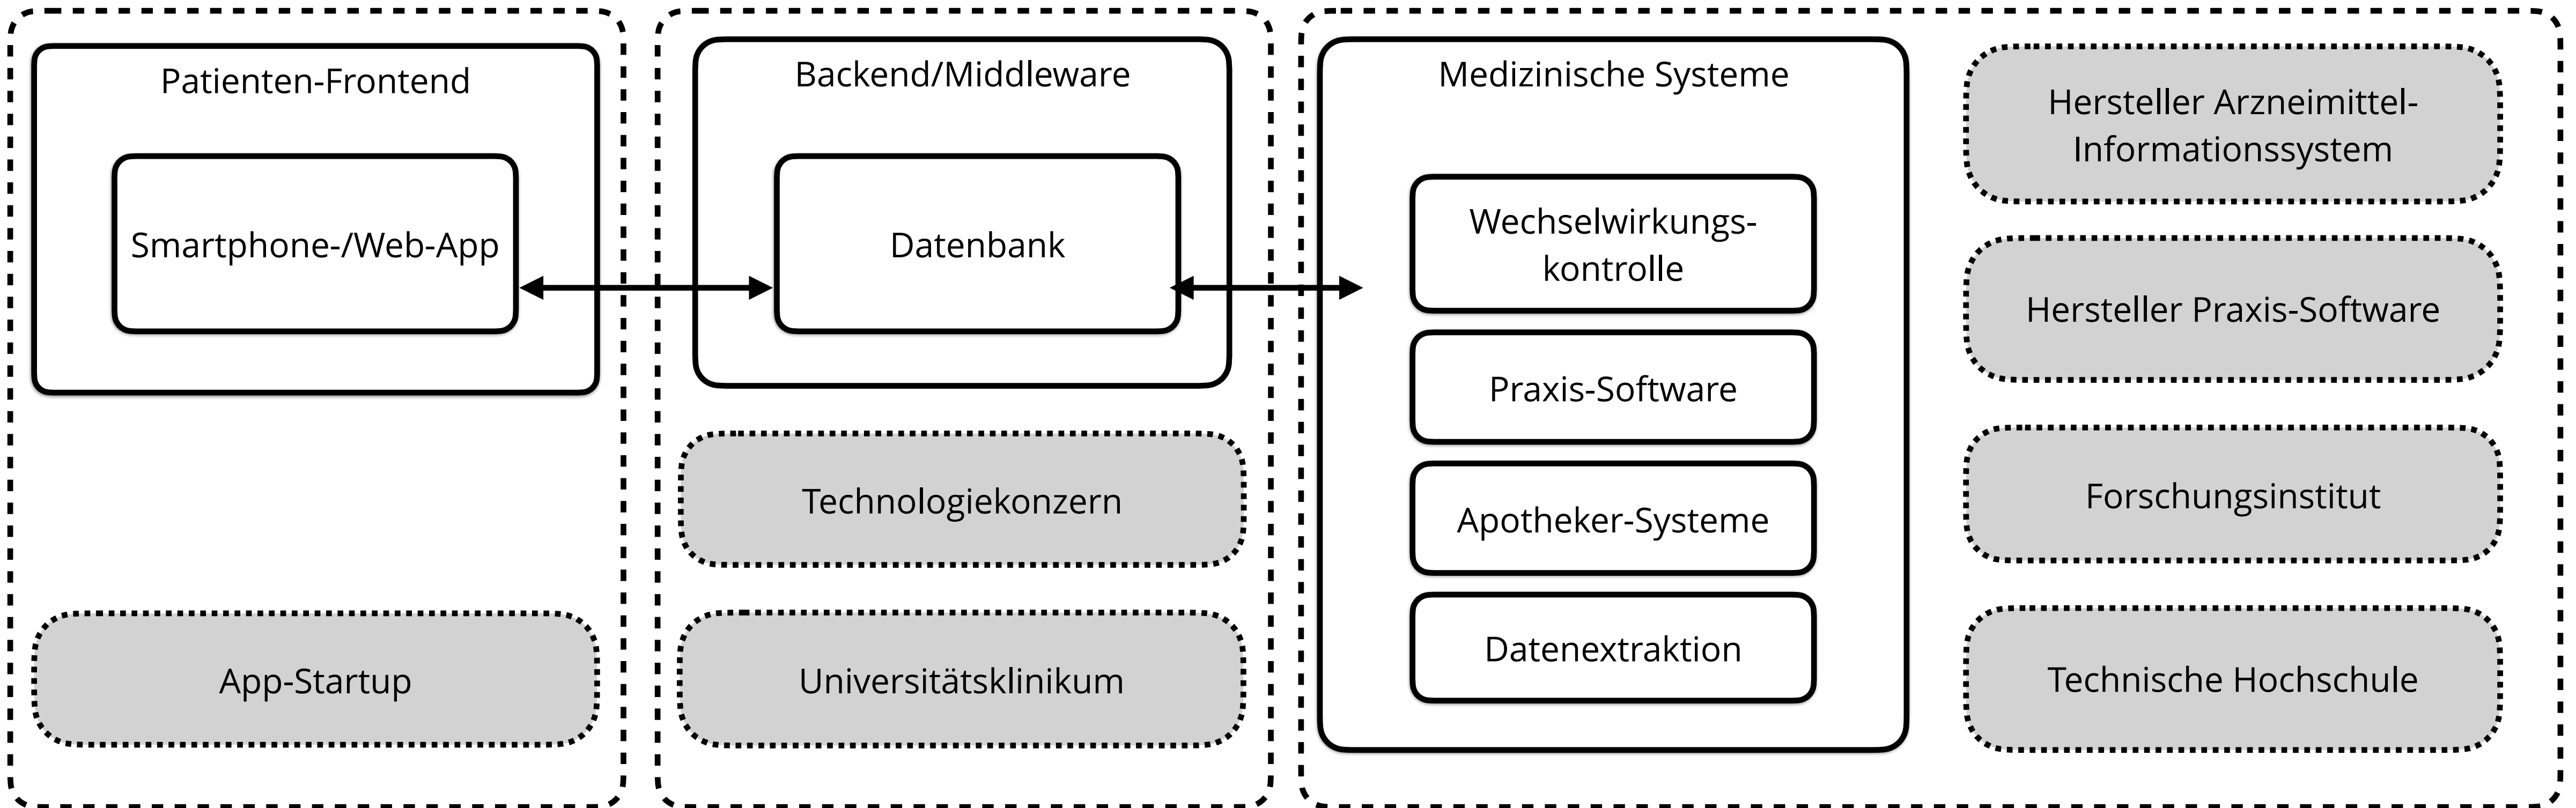 Patienten-Frontend
Smartphone-/Web-App
App-Startup
Backend/Middleware
Datenbank
Technologiekonzern
Universitätsklinikum
Medizinische Systeme
Wechselwirkungs-
kontrolle
Praxis-Software
Apotheker-Systeme
Datenextraktion
Hersteller Arzneimittel-
Informationssystem
Hersteller Praxis-Software
Forschungsinstitut
Technische Hochschule